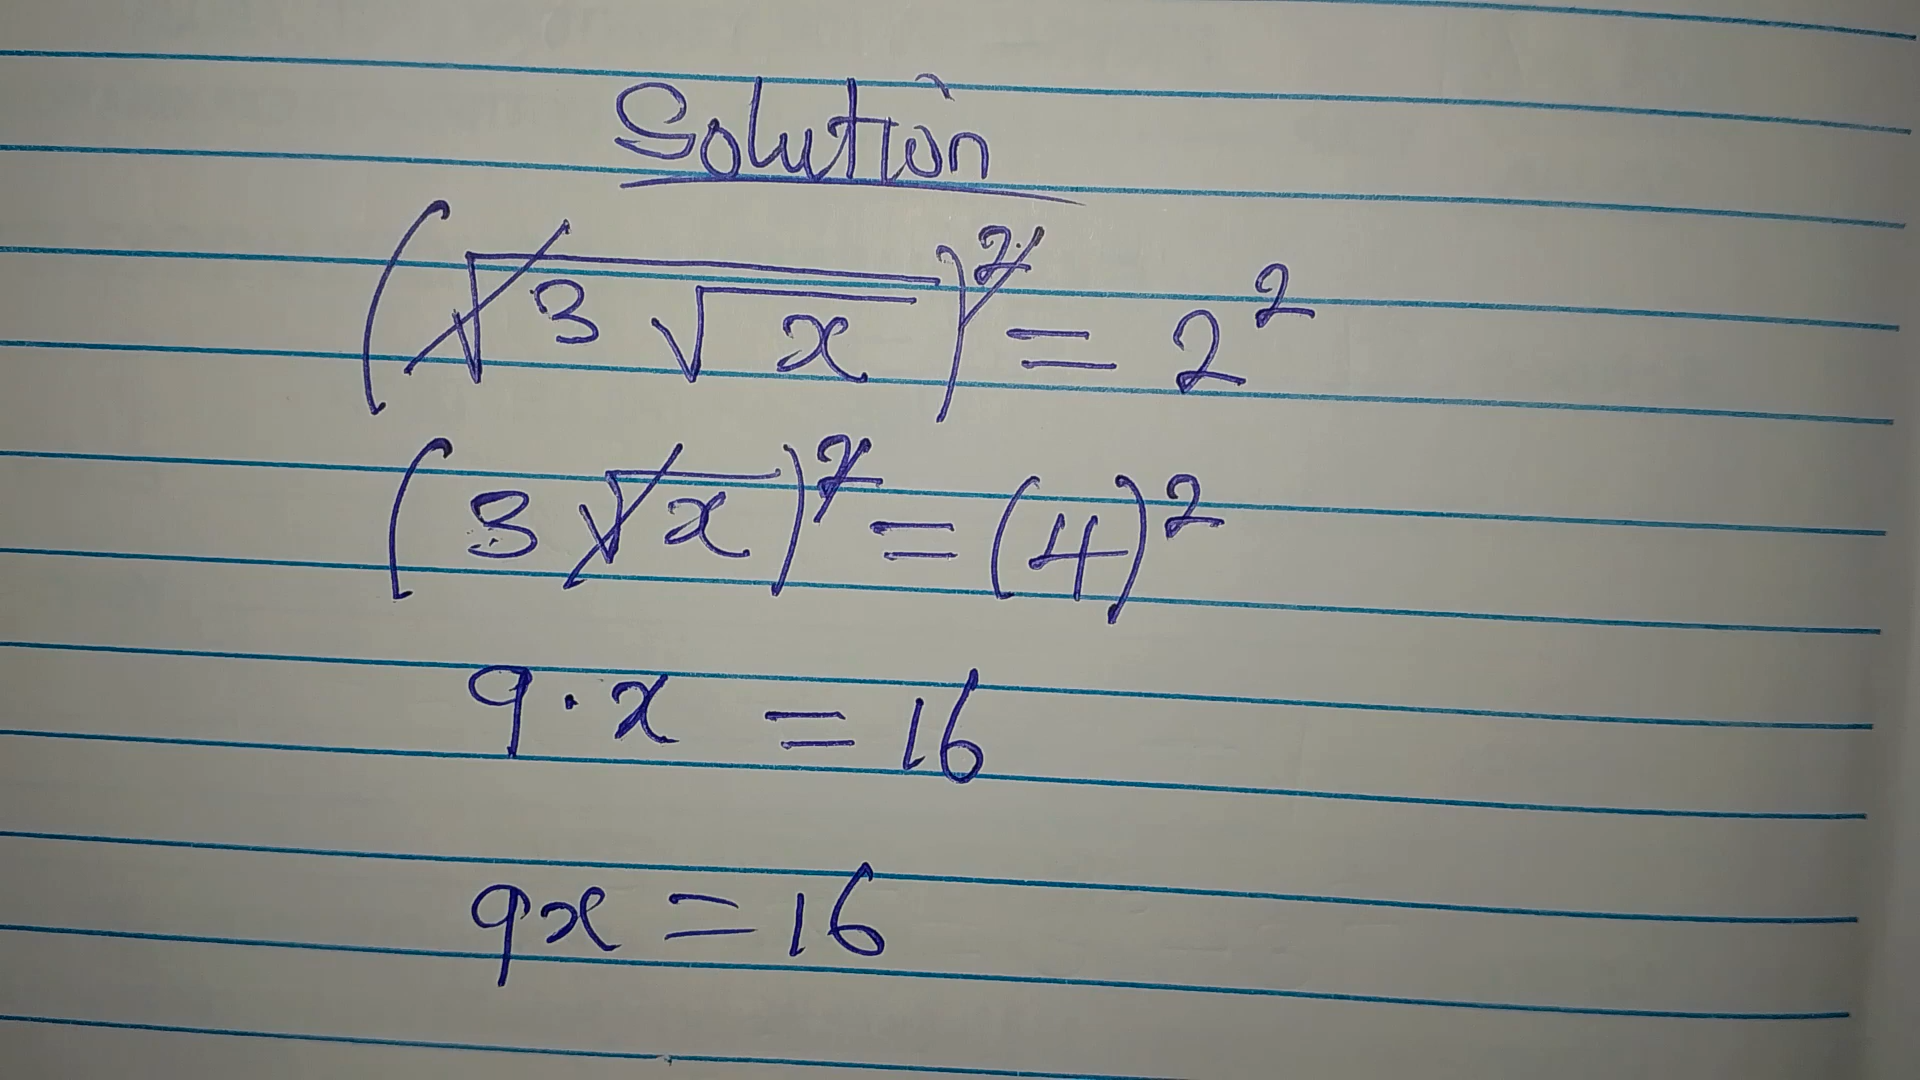 Solution
(√(3√x))² = 2²
(3√x)² = (4)²
9·x = 16
9x = 16